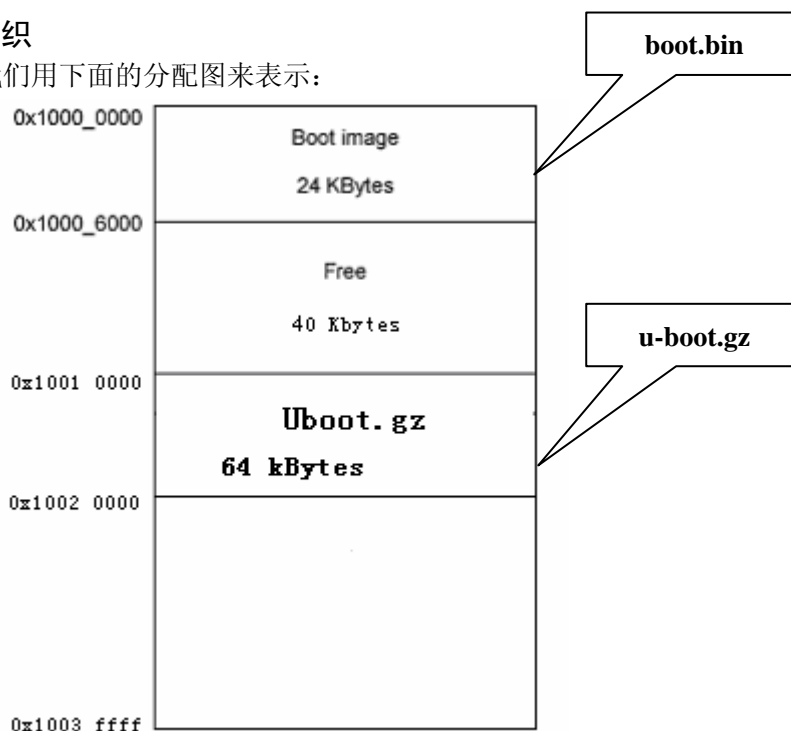 织
们用下面的分配图来表示：
boot.bin
0x1000_0000
Boot image
24 KBytes
0x1000_6000
Free
40 Kbytes
u-boot.gz
0x1001 0000
Uboot.gz
64 kBytes
0x1002 0000
0x1003 ffff